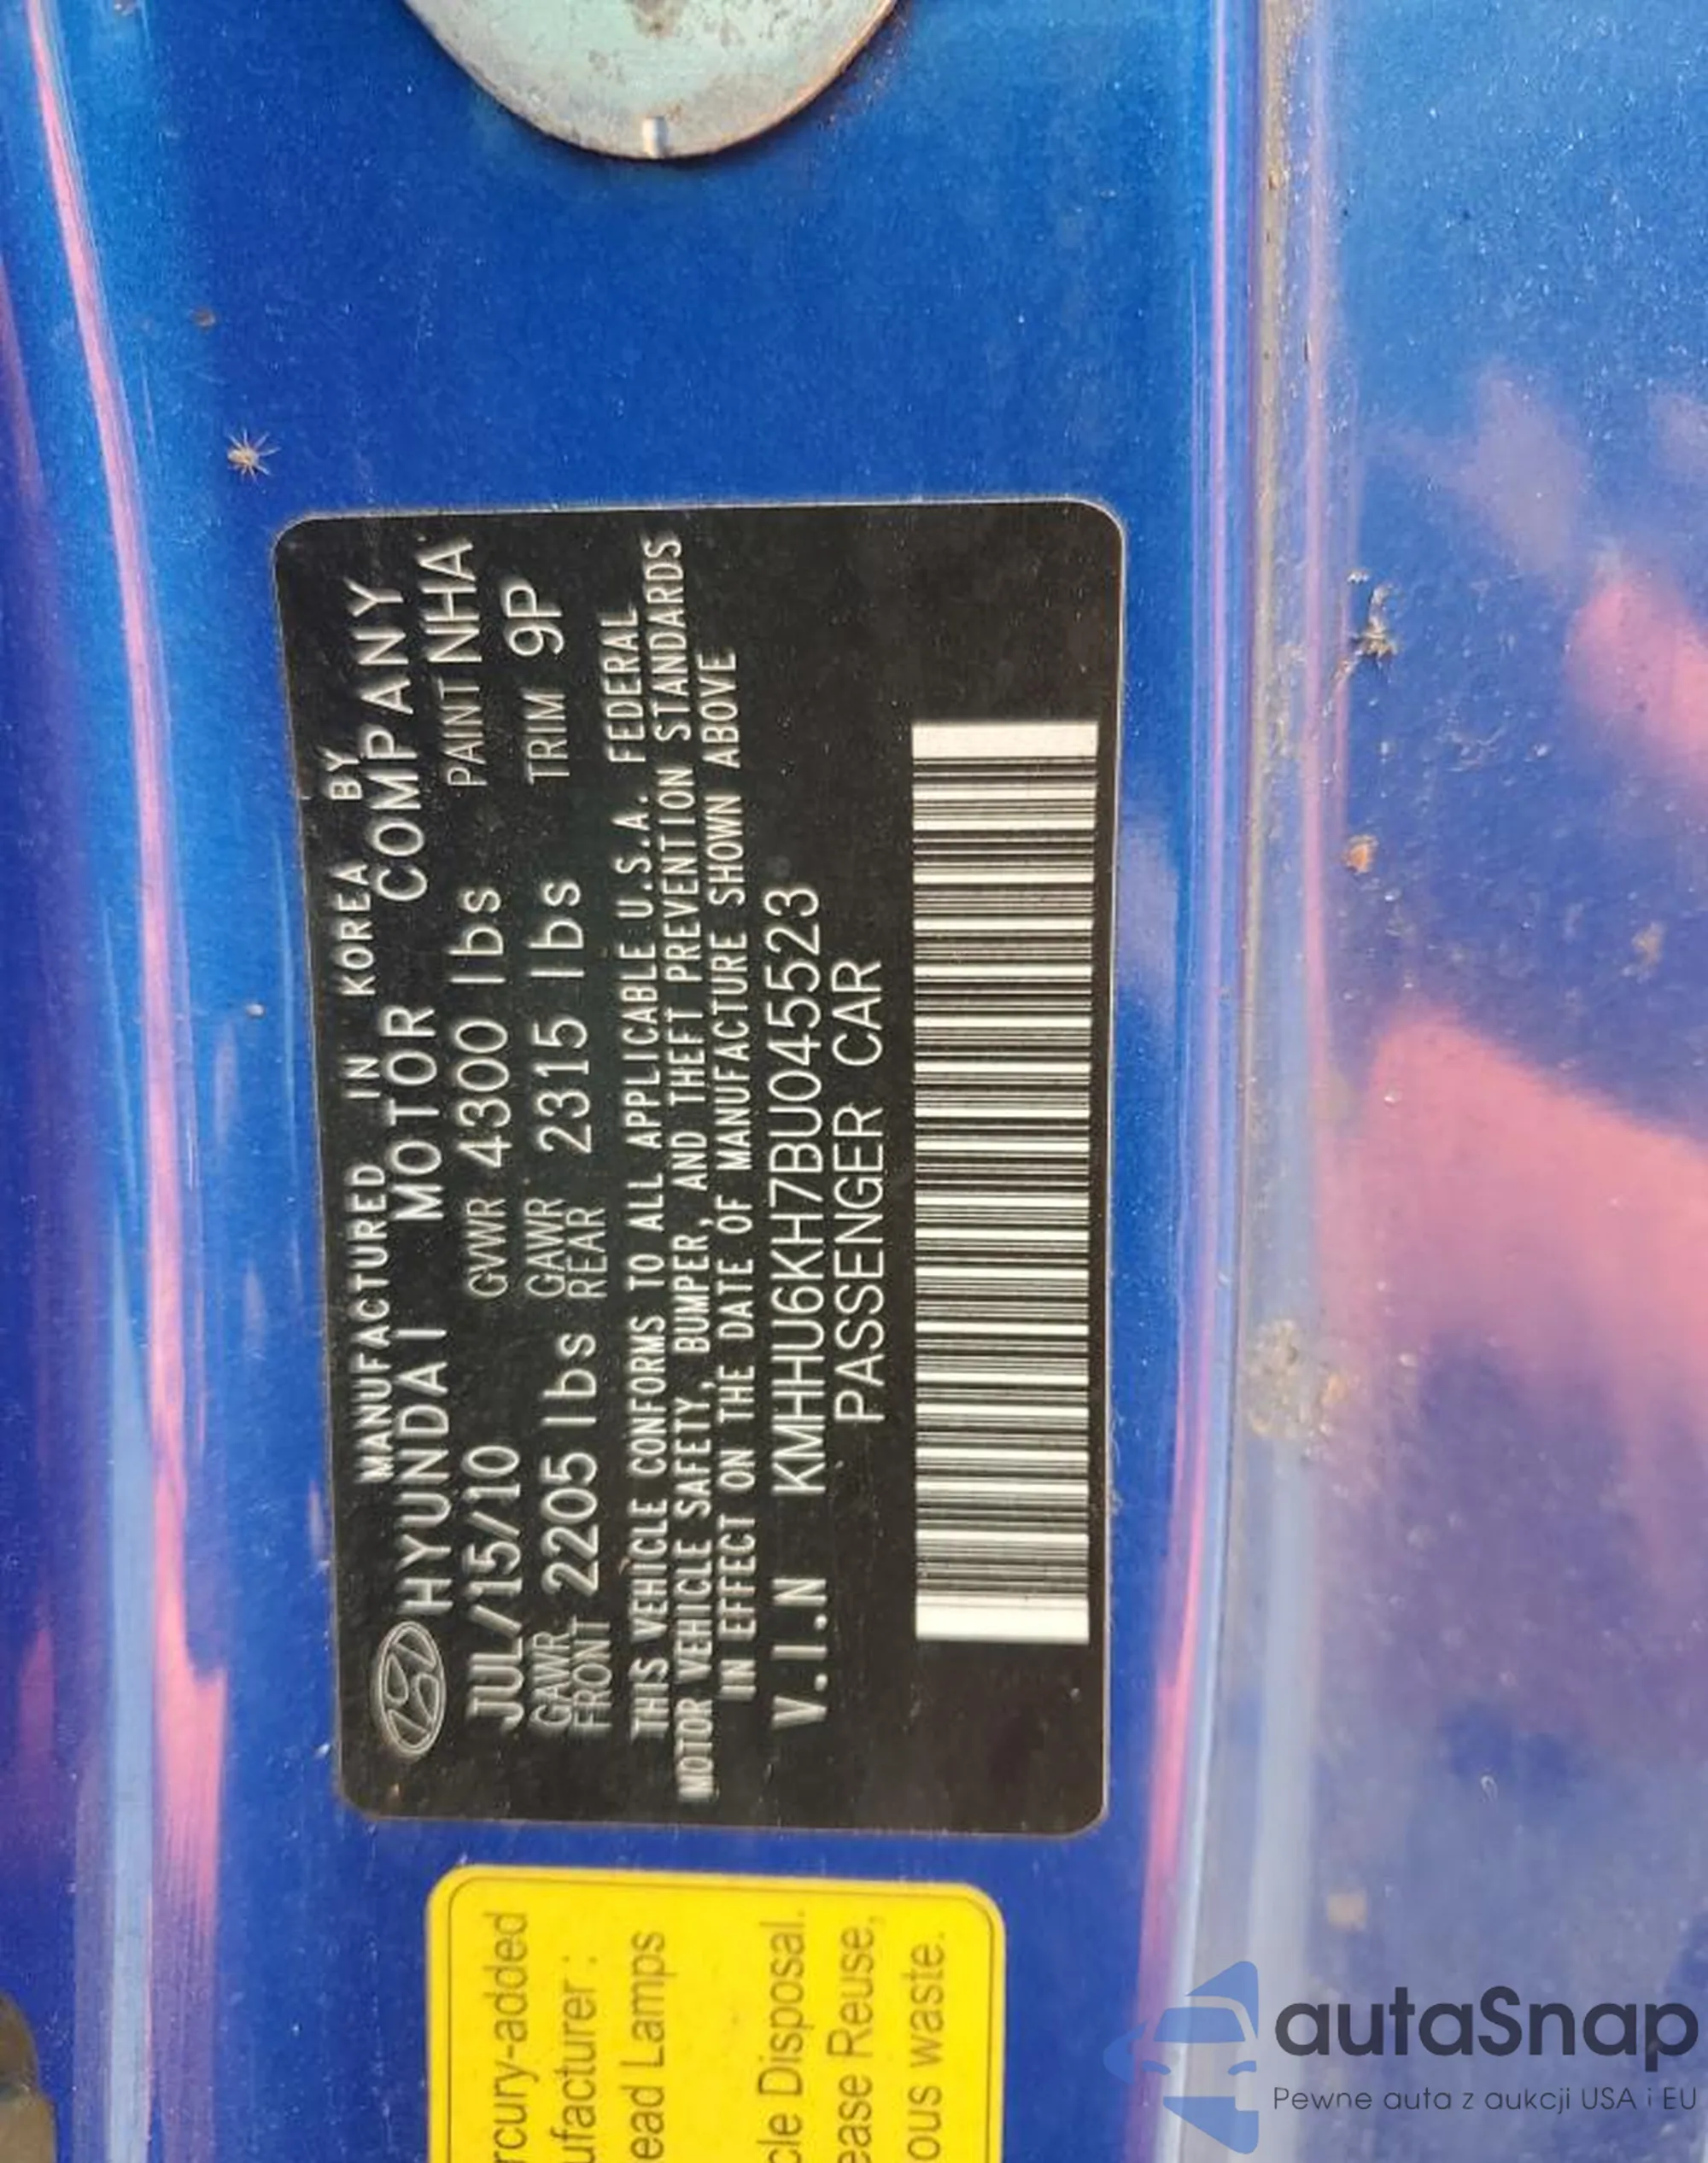 MANUFACTURED IN KOREA BY
HYUNDAI MOTOR COMPANY
JUL/15/10 GVWR 4300 lbs PAINT NHA
GAWR FRONT 2205 lbs GAWR REAR 2315 lbs TRIM 9P
THIS VEHICLE CONFORMS TO ALL APPLICABLE U.S.A. FEDERAL
MOTOR VEHICLE SAFETY, BUMPER, AND THEFT PREVENTION STANDARDS
IN EFFECT ON THE DATE OF MANUFACTURE SHOWN ABOVE
V.I.N KMHHU6KH7BU045523
PASSENGER CAR
rcury-added
ufacturer :
ead Lamps
cle Disposal.
ease Reuse,
ous waste.
autaSnap
Pewne auta z aukcji USA i EU